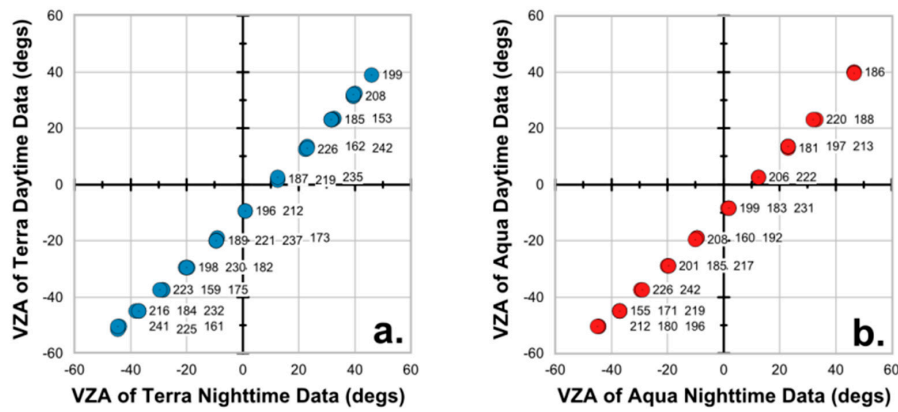 60
40
20
0
-20
-40
-60
-60 -40 -20 0 20 40 60
VZA of Terra Daytime Data (degs)
VZA of Terra Nighttime Data (degs)
199
208
185 153
226 162 242
187 219 235
196 212
189 221 237 173
198 230 182
223 159 175
216 184 232
241 225 161
a.
60
40
20
0
-20
-40
-60
-60 -40 -20 0 20 40 60
VZA of Aqua Daytime Data (degs)
VZA of Aqua Nighttime Data (degs)
186
220 188
181 197 213
206 222
199 183 231
208 160 192
201 185 217
226 242
155 171 219
212 180 196
b.